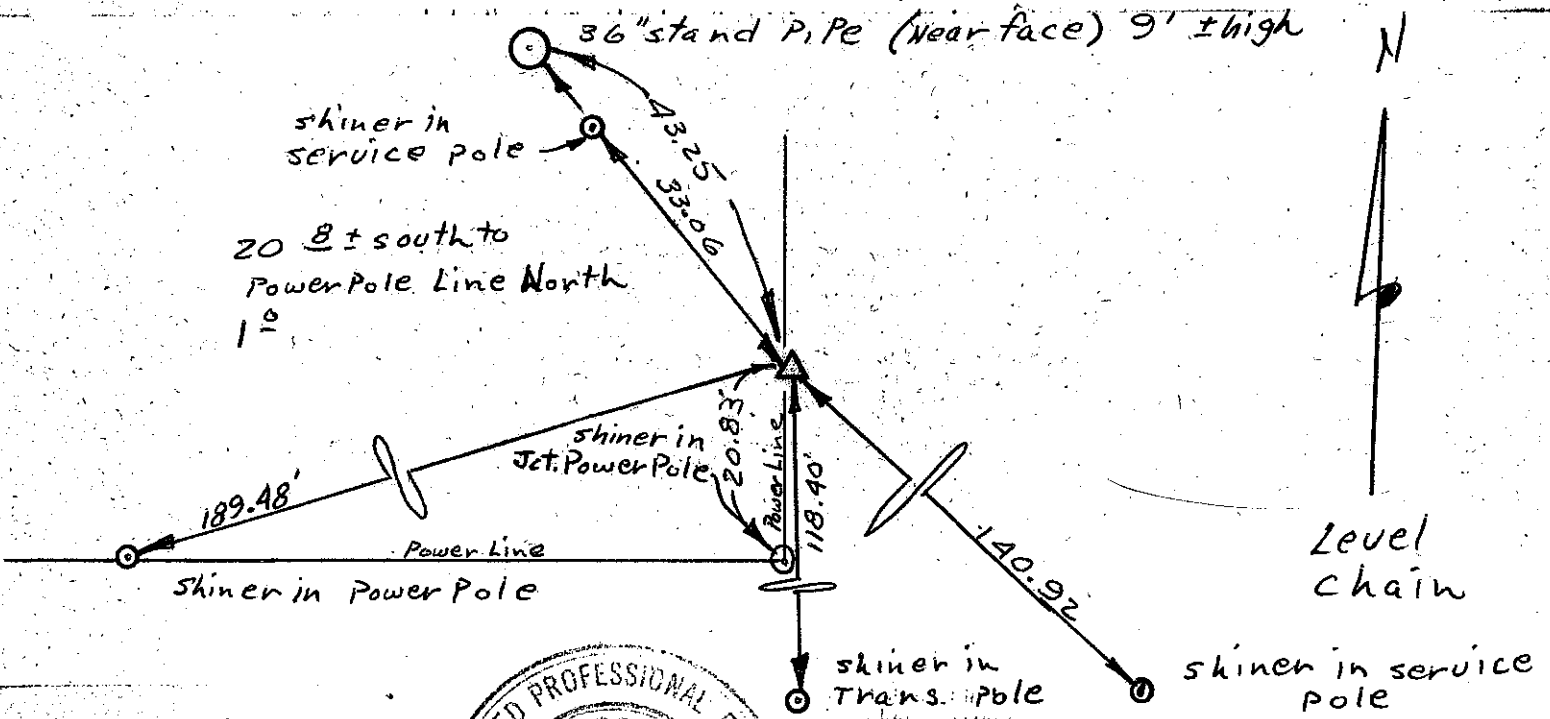 36" stand PiPe (Near face) 9' ± high
N
shiner in
service pole
43.25
33.06
20 8 ± south to
Power Pole Line North
1 0
shiner in
Jct. Power Pole
20.83'
Power Line
118.40'
189.48'
Power Line
Shiner in Power Pole
140.92
Level
Chain
shiner in
Trans. Pole
shiner in service
pole
PROFESSIONAL